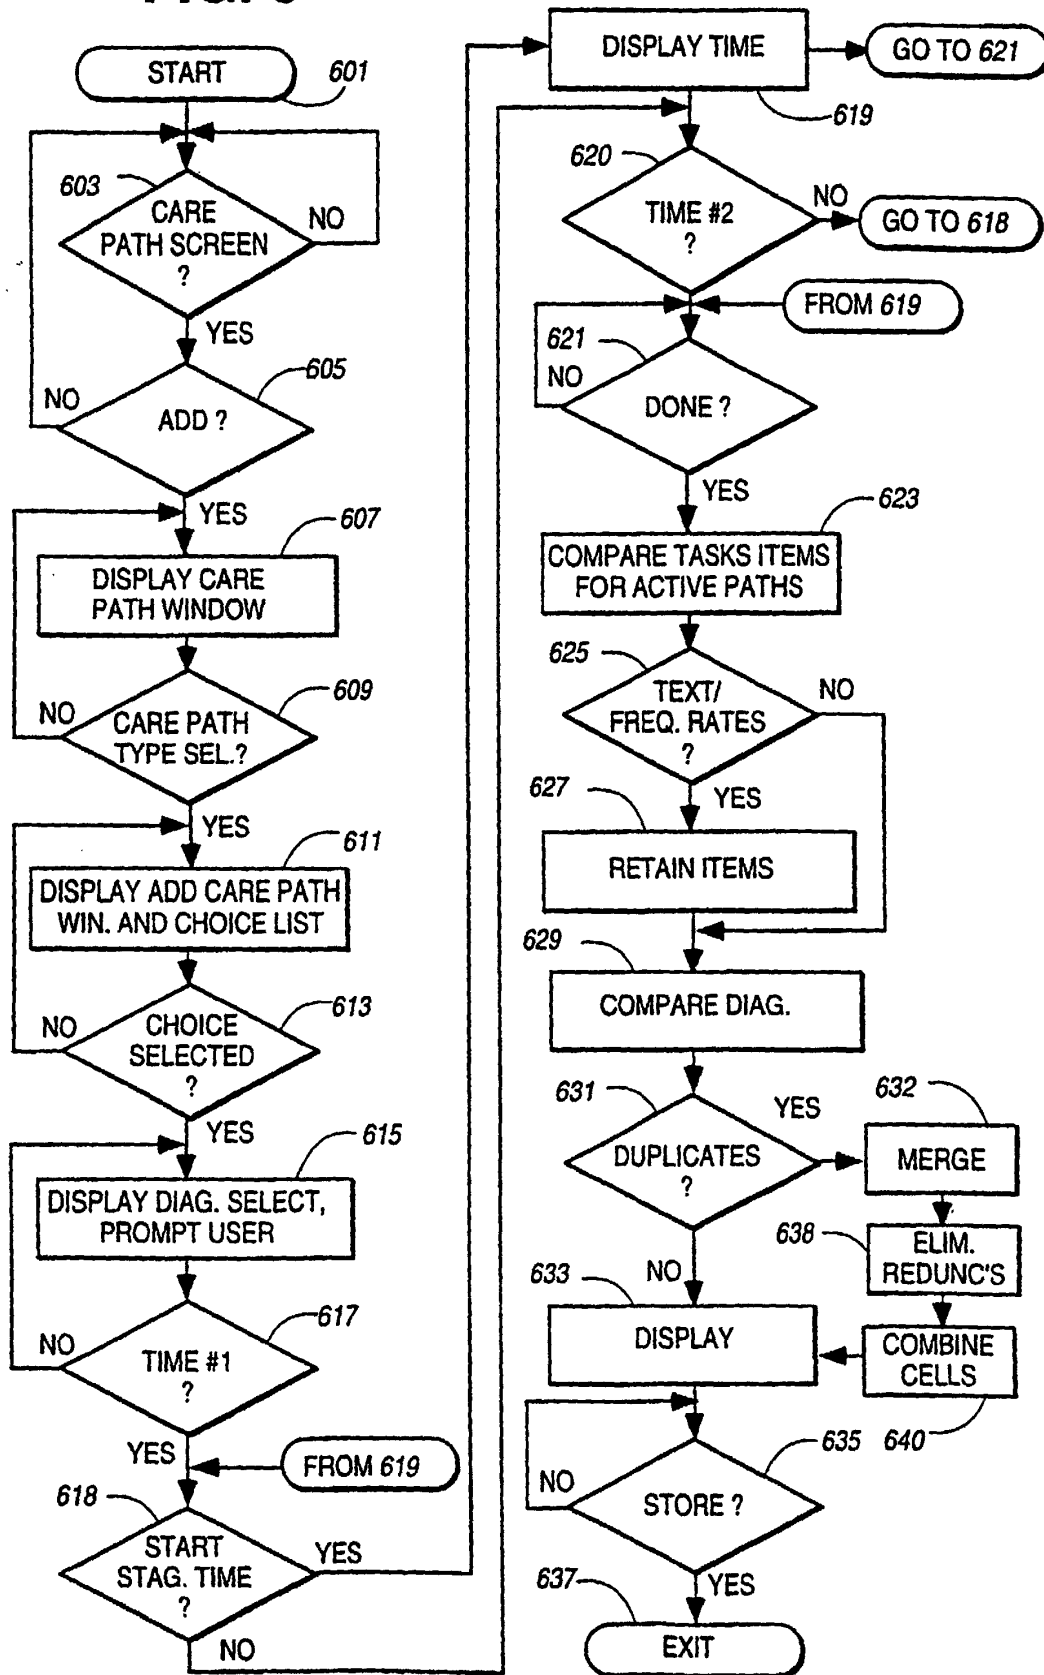 START
601
603
CARE
PATH SCREEN
?
NO
YES
605
NO
ADD ?
YES
607
DISPLAY CARE
PATH WINDOW
609
NO
CARE PATH
TYPE SEL.?
YES
611
DISPLAY ADD CARE PATH
WIN. AND CHOICE LIST
613
NO
CHOICE
SELECTED
?
YES
615
DISPLAY DIAG. SELECT,
PROMPT USER
617
NO
TIME #1
?
YES
FROM 619
618
START
STAG. TIME
?
YES
NO
DISPLAY TIME
GO TO 621
619
620
TIME #2
?
NO
GO TO 618
FROM 619
621
NO
DONE ?
YES
623
COMPARE TASKS ITEMS
FOR ACTIVE PATHS
625
TEXT/
FREQ. RATES
?
NO
YES
627
RETAIN ITEMS
629
COMPARE DIAG.
631
DUPLICATES
?
YES
632
MERGE
638
ELIM.
REDUNC'S
NO
633
DISPLAY
COMBINE
CELLS
640
635
NO
STORE ?
YES
637
EXIT